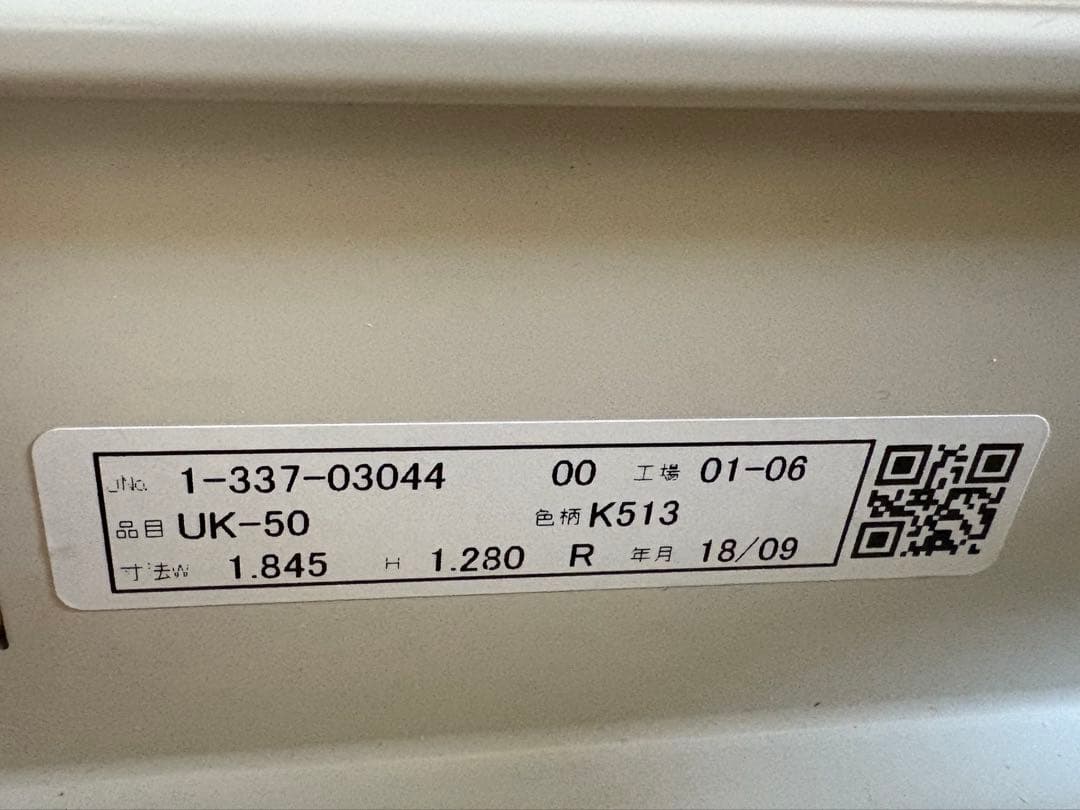 JNo. 1-337-03044 00 工場 01-06
品目 UK-50 色柄 K513
寸法W 1.845 H 1.280 R 年月 18/09